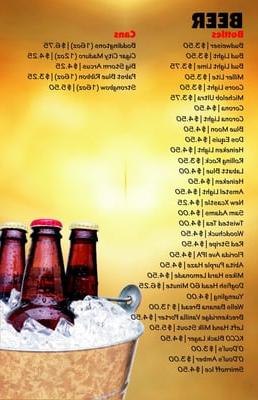 BEER
Bottles
Budweiser | $3.50
Bud Light | $3.50
Bud Light Lime | $3.75
Miller Lite | $3.50
Coors Light | $3.50
Michelob Ultra | $3.75
Corona | $4.50
Corona Light | $4.50
Blue Moon | $4.50
Dos Equis | $4.50
Heiniken Light | $4.50
Rolling Rock | $3.50
Labatt Blue | $4.00
Heineken | $4.50
Amstel Light | $4.50
New Castle | $4.25
Sam Adams | $4.00
Twisted Tea | $4.00
Woodchuck | $4.50
Red Stripe | $4.50
Florida Ave IPA | $4.50
Abita Purple Haze | $4.50
Mikes Hard Lemonade | $4.50
Dogfish Head 60 Minute | $5.25
Yuengling | $3.00
Wells Banana Bread | $13.00
Breckenridge Vanilla Porter | $4.50
Left Hand Milk Stout | $5.50
KCCO Black Lager | $4.50
O'Doul's | $3.00
O'Doul's Amber | $3.00
Smirnoff Ice | $4.50
Cans
Boddingtons (16oz) | $6.75
Cigar City Maduro (12oz) | $4.25
Big Storm Arcus | $4.25
Pabst Blue Ribbon (16oz) | $3.25
Strongbow (16oz) | $5.50